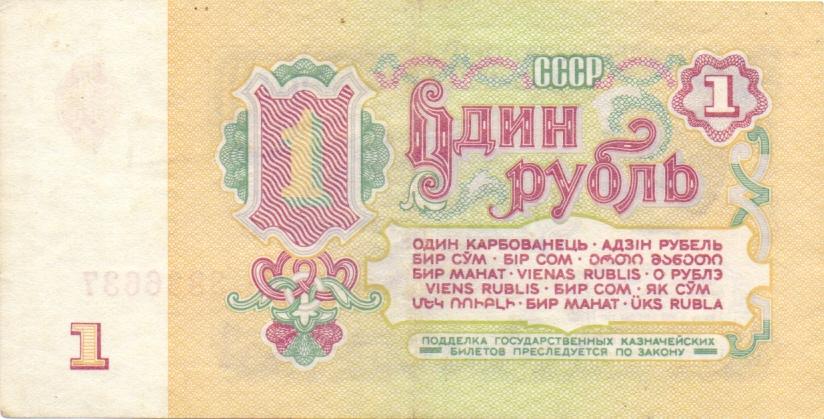 СССР
1
1
Один
рубль
ОДИН КАРБОВАНЕЦЬ · АДЗІН РУБЕЛЬ
БИР СЎМ · БІР СОМ · ერთი მანეთი
БИР МАНАТ · VIENAS RUBLIS · О РУБЛЭ
VIENS RUBLIS · БИР СОМ · ЯК СӮМ
ՄԵԿ ՌՈՒԲԼԻ · БИР МАНАТ · ÜKS RUBLA
ПОДДЕЛКА ГОСУДАРСТВЕННЫХ КАЗНАЧЕЙСКИХ
БИЛЕТОВ ПРЕСЛЕДУЕТСЯ ПО ЗАКОНУ
1